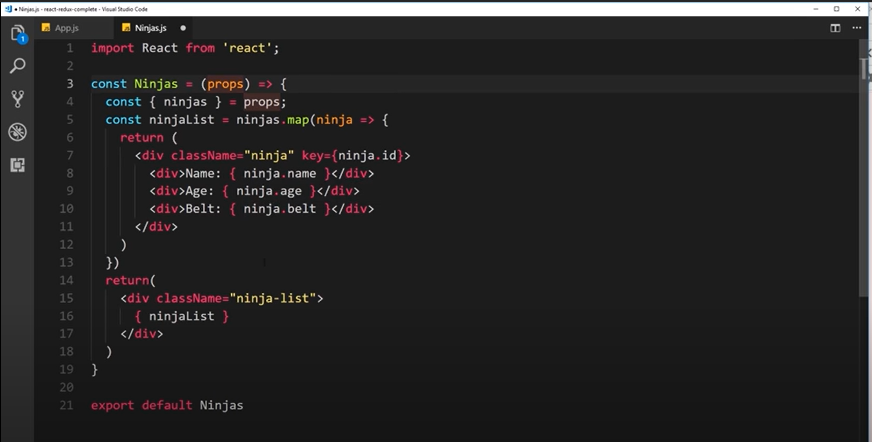 Ninjas.js - react-redux-complete - Visual Studio Code
App.js
Ninjas.js
1
1 import React from 'react';
2
3 const Ninjas = (props) => {
4 const { ninjas } = props;
5 const ninjaList = ninjas.map(ninja => {
6 return (
7 <div className="ninja" key={ninja.id}>
8 <div>Name: { ninja.name }</div>
9 <div>Age: { ninja.age }</div>
10 <div>Belt: { ninja.belt }</div>
11 </div>
12 )
13 })
14 return(
15 <div className="ninja-list">
16 { ninjaList }
17 </div>
18 )
19 }
20
21 export default Ninjas